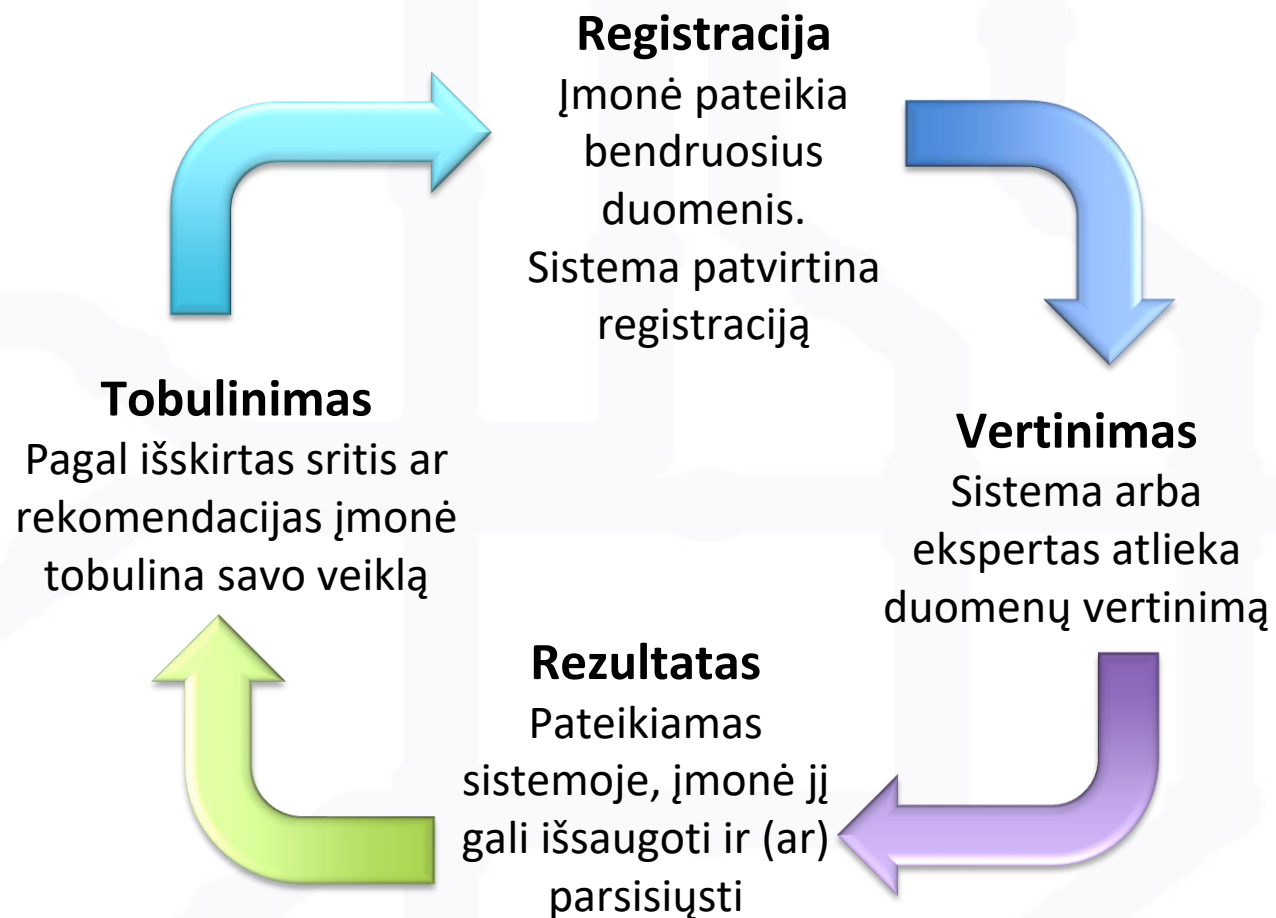 Registracija
Įmonė pateikia
bendruosius
duomenis.
Sistema patvirtina
registraciją
Vertinimas
Sistema arba
ekspertas atlieka
duomenų vertinimą
Rezultatas
Pateikiamas
sistemoje, įmonė jį
gali išsaugoti ir (ar)
parsisiųsti
Tobulinimas
Pagal išskirtas sritis ar
rekomendacijas įmonė
tobulina savo veiklą